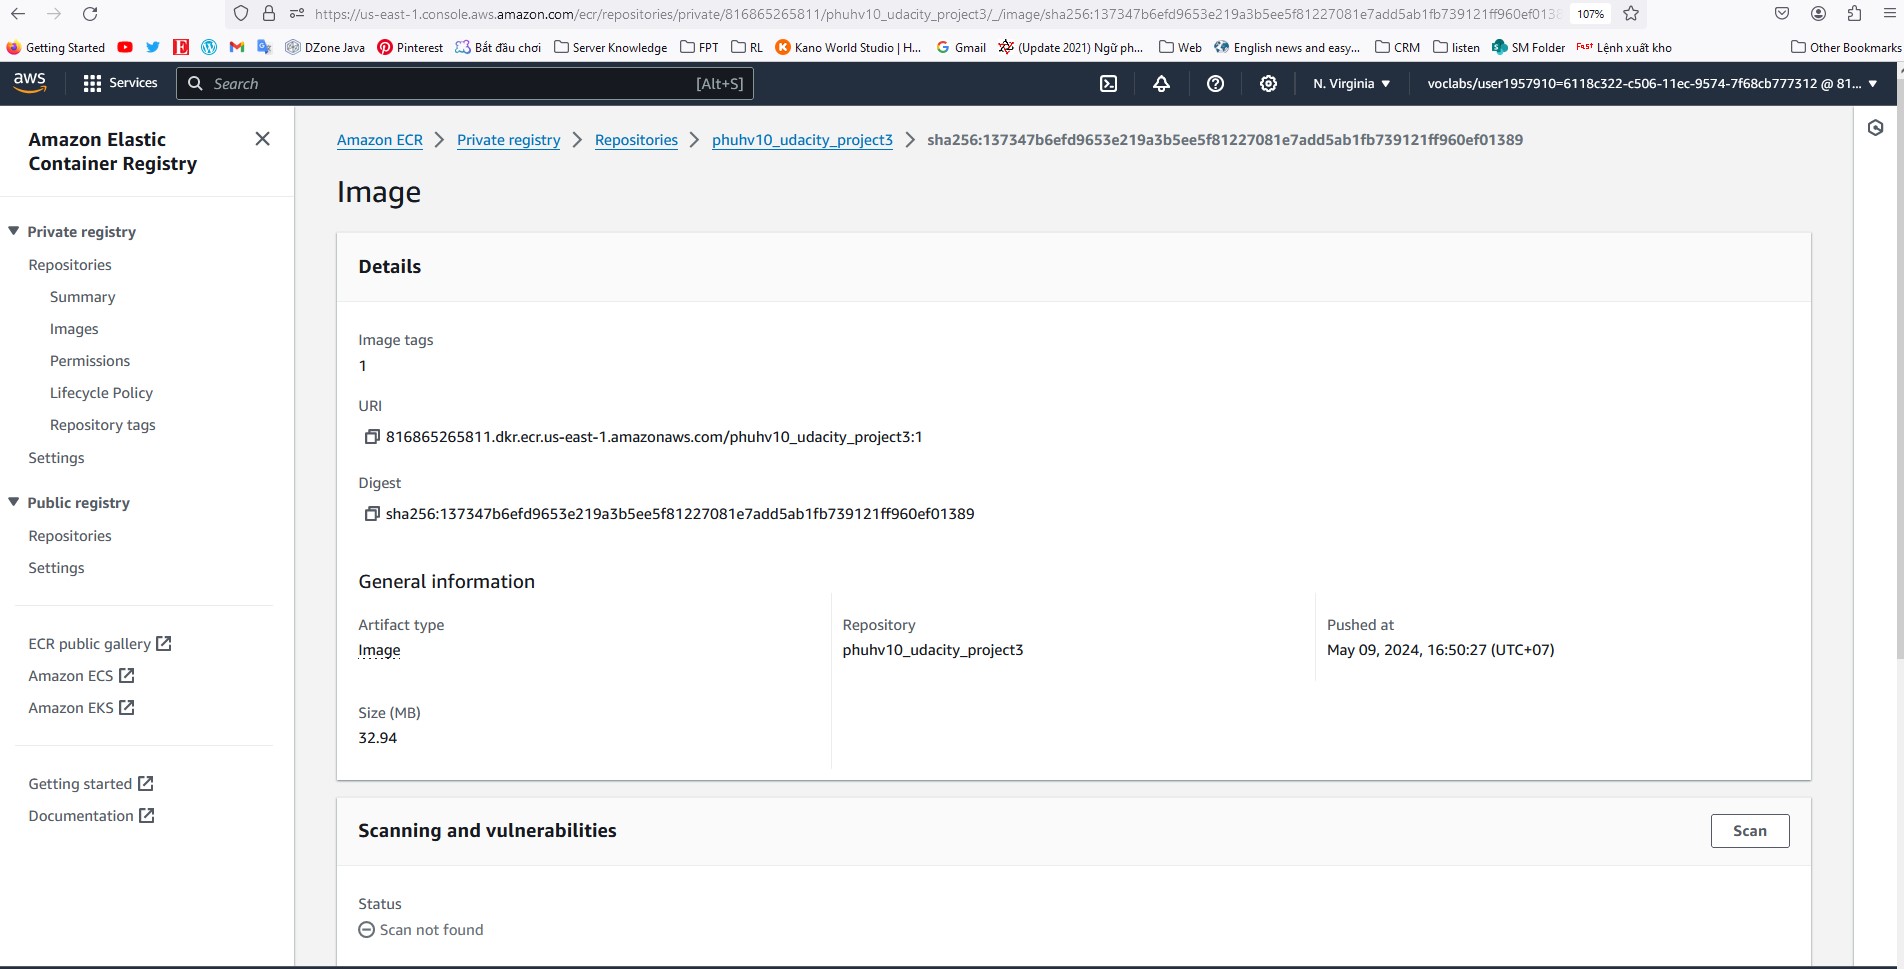 https://us-east-1.console.aws.amazon.com/ecr/repositories/private/816865265811/phuhv10_udacity_project3/_/image/sha256:137347b6efd9653e219a3b5ee5f81227081e7add5ab1fb739121ff960ef0138 107%
Getting Started DZone Java Pinterest Bắt đầu chơi Server Knowledge FPT RL Kano World Studio | H... Gmail (Update 2021) Ngữ ph... Web English news and easy... CRM listen SM Folder Fast Lệnh xuất kho Other Bookmarks
aws Services Search [Alt+S] N. Virginia voclabs/user1957910=6118c322-c506-11ec-9574-7f68cb777312 @ 81...
Amazon Elastic
Container Registry
Private registry
Repositories
Summary
Images
Permissions
Lifecycle Policy
Repository tags
Settings
Public registry
Repositories
Settings
ECR public gallery
Amazon ECS
Amazon EKS
Getting started
Documentation
Amazon ECR Private registry Repositories phuhv10_udacity_project3 sha256:137347b6efd9653e219a3b5ee5f81227081e7add5ab1fb739121ff960ef01389
Image
Details
Image tags
1
URI
816865265811.dkr.ecr.us-east-1.amazonaws.com/phuhv10_udacity_project3:1
Digest
sha256:137347b6efd9653e219a3b5ee5f81227081e7add5ab1fb739121ff960ef01389
General information
Artifact type
Image
Repository
phuhv10_udacity_project3
Pushed at
May 09, 2024, 16:50:27 (UTC+07)
Size (MB)
32.94
Scanning and vulnerabilities
Scan
Status
Scan not found